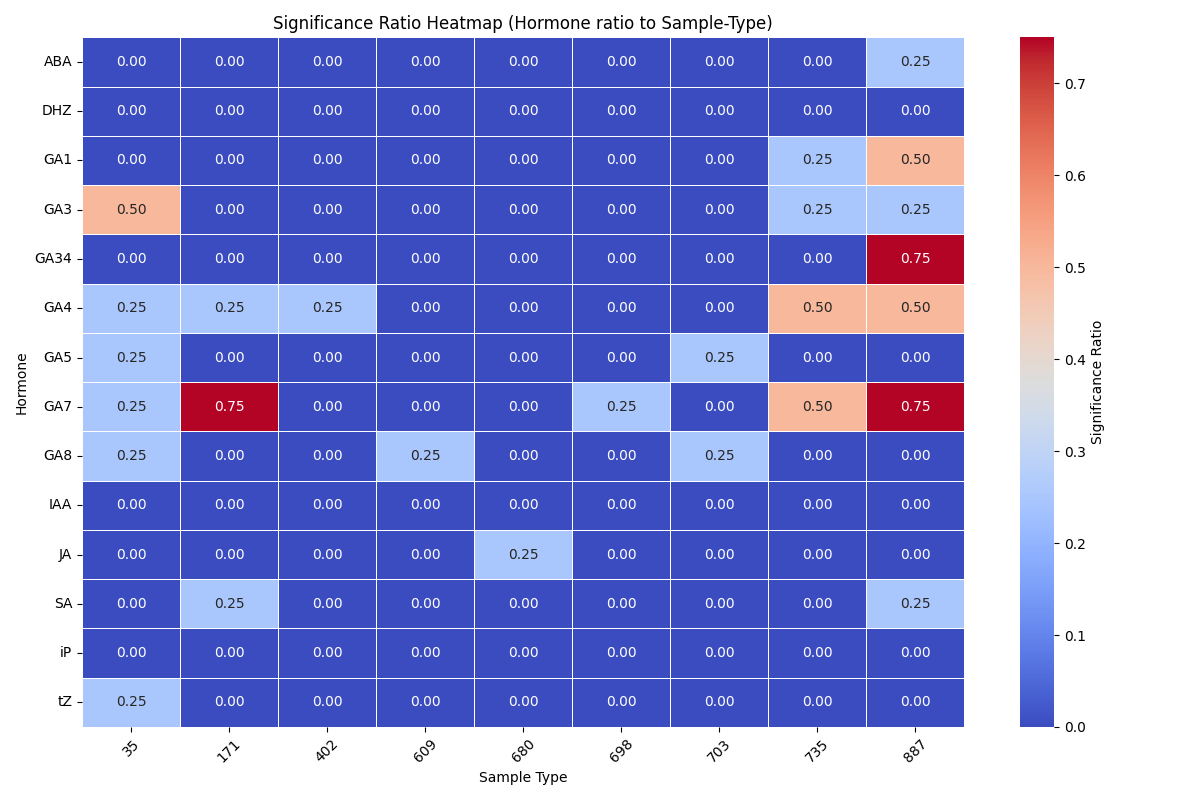 Significance Ratio Heatmap (Hormone ratio to Sample-Type)
Hormone
ABA 0.00 0.00 0.00 0.00 0.00 0.00 0.00 0.00 0.25
DHZ 0.00 0.00 0.00 0.00 0.00 0.00 0.00 0.00 0.00
GA1 0.00 0.00 0.00 0.00 0.00 0.00 0.00 0.25 0.50
GA3 0.50 0.00 0.00 0.00 0.00 0.00 0.00 0.25 0.25
GA34 0.00 0.00 0.00 0.00 0.00 0.00 0.00 0.00 0.75
GA4 0.25 0.25 0.25 0.00 0.00 0.00 0.00 0.50 0.50
GA5 0.25 0.00 0.00 0.00 0.00 0.00 0.25 0.00 0.00
GA7 0.25 0.75 0.00 0.00 0.00 0.25 0.00 0.50 0.75
GA8 0.25 0.00 0.00 0.25 0.00 0.00 0.25 0.00 0.00
IAA 0.00 0.00 0.00 0.00 0.00 0.00 0.00 0.00 0.00
JA 0.00 0.00 0.00 0.00 0.25 0.00 0.00 0.00 0.00
SA 0.00 0.25 0.00 0.00 0.00 0.00 0.00 0.00 0.25
iP 0.00 0.00 0.00 0.00 0.00 0.00 0.00 0.00 0.00
tZ 0.25 0.00 0.00 0.00 0.00 0.00 0.00 0.00 0.00
35 171 402 609 680 698 703 735 887
Sample Type
0.7
0.6
0.5
0.4
0.3
0.2
0.1
0.0
Significance Ratio